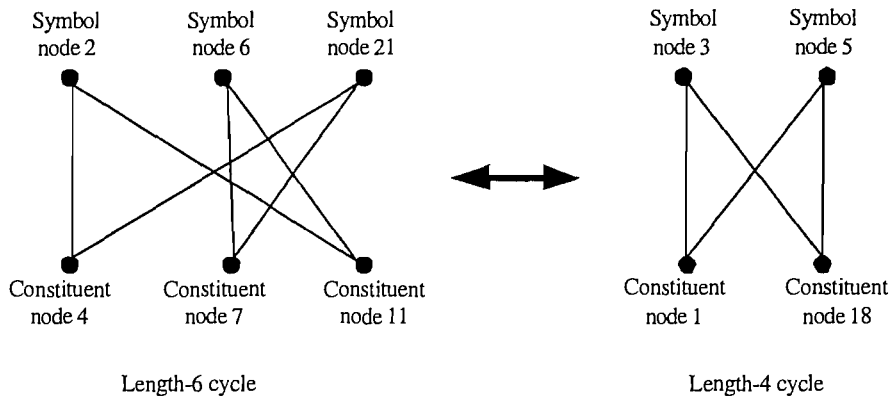 Symbol
node 2
Symbol
node 6
Symbol
node 21
Symbol
node 3
Symbol
node 5
Constituent
node 4
Constituent
node 7
Constituent
node 11
Constituent
node 1
Constituent
node 18
Length-6 cycle
Length-4 cycle